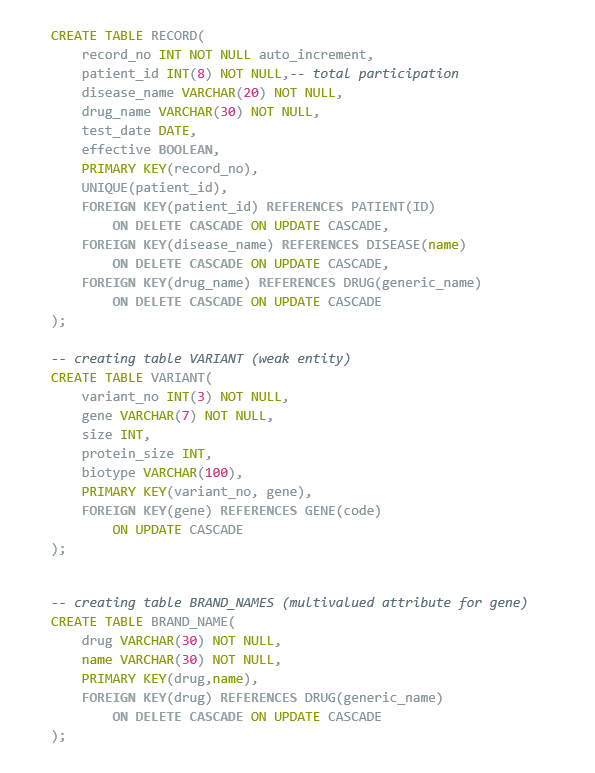 CREATE TABLE RECORD(
    record_no INT NOT NULL auto_increment,
    patient_id INT(8) NOT NULL,-- total participation
    disease_name VARCHAR(20) NOT NULL,
    drug_name VARCHAR(30) NOT NULL,
    test_date DATE,
    effective BOOLEAN,
    PRIMARY KEY(record_no),
    UNIQUE(patient_id),
    FOREIGN KEY(patient_id) REFERENCES PATIENT(ID)
        ON DELETE CASCADE ON UPDATE CASCADE,
    FOREIGN KEY(disease_name) REFERENCES DISEASE(name)
        ON DELETE CASCADE ON UPDATE CASCADE,
    FOREIGN KEY(drug_name) REFERENCES DRUG(generic_name)
        ON DELETE CASCADE ON UPDATE CASCADE
);
-- creating table VARIANT (weak entity)
CREATE TABLE VARIANT(
    variant_no INT(3) NOT NULL,
    gene VARCHAR(7) NOT NULL,
    size INT,
    protein_size INT,
    biotype VARCHAR(100),
    PRIMARY KEY(variant_no, gene),
    FOREIGN KEY(gene) REFERENCES GENE(code)
        ON UPDATE CASCADE
);
-- creating table BRAND_NAMES (multivalued attribute for gene)
CREATE TABLE BRAND_NAME(
    drug VARCHAR(30) NOT NULL,
    name VARCHAR(30) NOT NULL,
    PRIMARY KEY(drug,name),
    FOREIGN KEY(drug) REFERENCES DRUG(generic_name)
        ON DELETE CASCADE ON UPDATE CASCADE
);